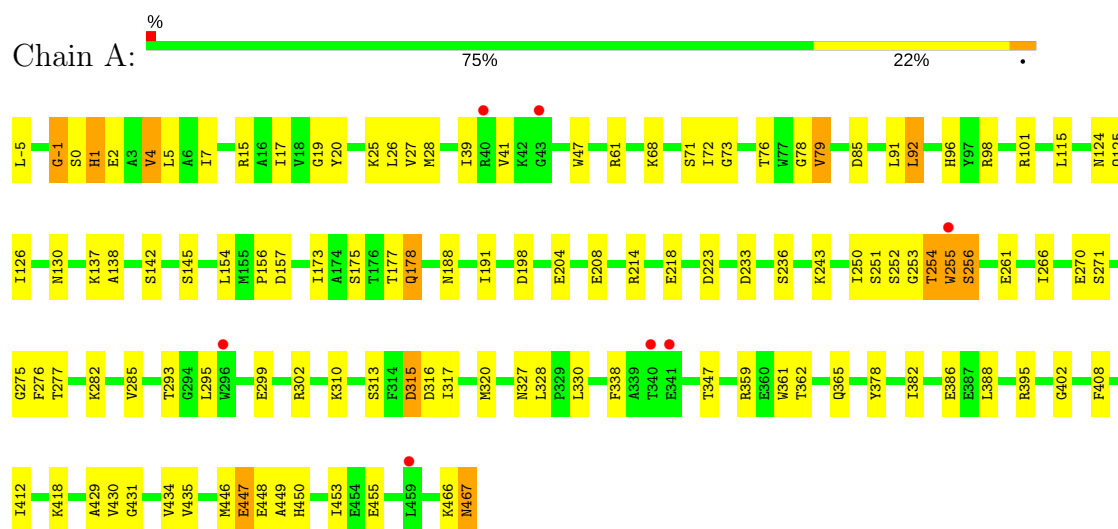 %
Chain A:
75% 22% •
L-5 G-1 S0 H1 E2 A3 V4 L5 A6 I7 R15 A16 I17 V18 G19 Y20 K25 L26 V27 M28 I39 R40 V41 K42 G43 W47 R61 K68 S71 I72 G73 T76 W77 G78 V79 D85 L91 L92 H96 Y97 R98 R101 L115 N124
I126 N130 K137 A138 S142 S145 L154 M155 P156 D157 I173 A174 S175 T176 T177 Q178 N188 I191 D198 E204 E208 R214 E218 D223 D233 S236 K243 I250 S251 S252 G253 T254 W255 S256 E261 I266 E270 S271
G275 F276 T277 K282 V285 T293 G294 L295 W296 E299 R302 K310 S313 F314 D315 D316 I317 M320 N327 L328 P329 L330 F338 A339 T340 E341 T347 R359 E360 W361 T362 Q365 Y378 I382 E386 E387 L388 R395 G402 F408
I412 K418 A429 V430 G431 V434 V435 M446 E447 E448 A449 H450 I453 E454 E455 L459 K466 N467